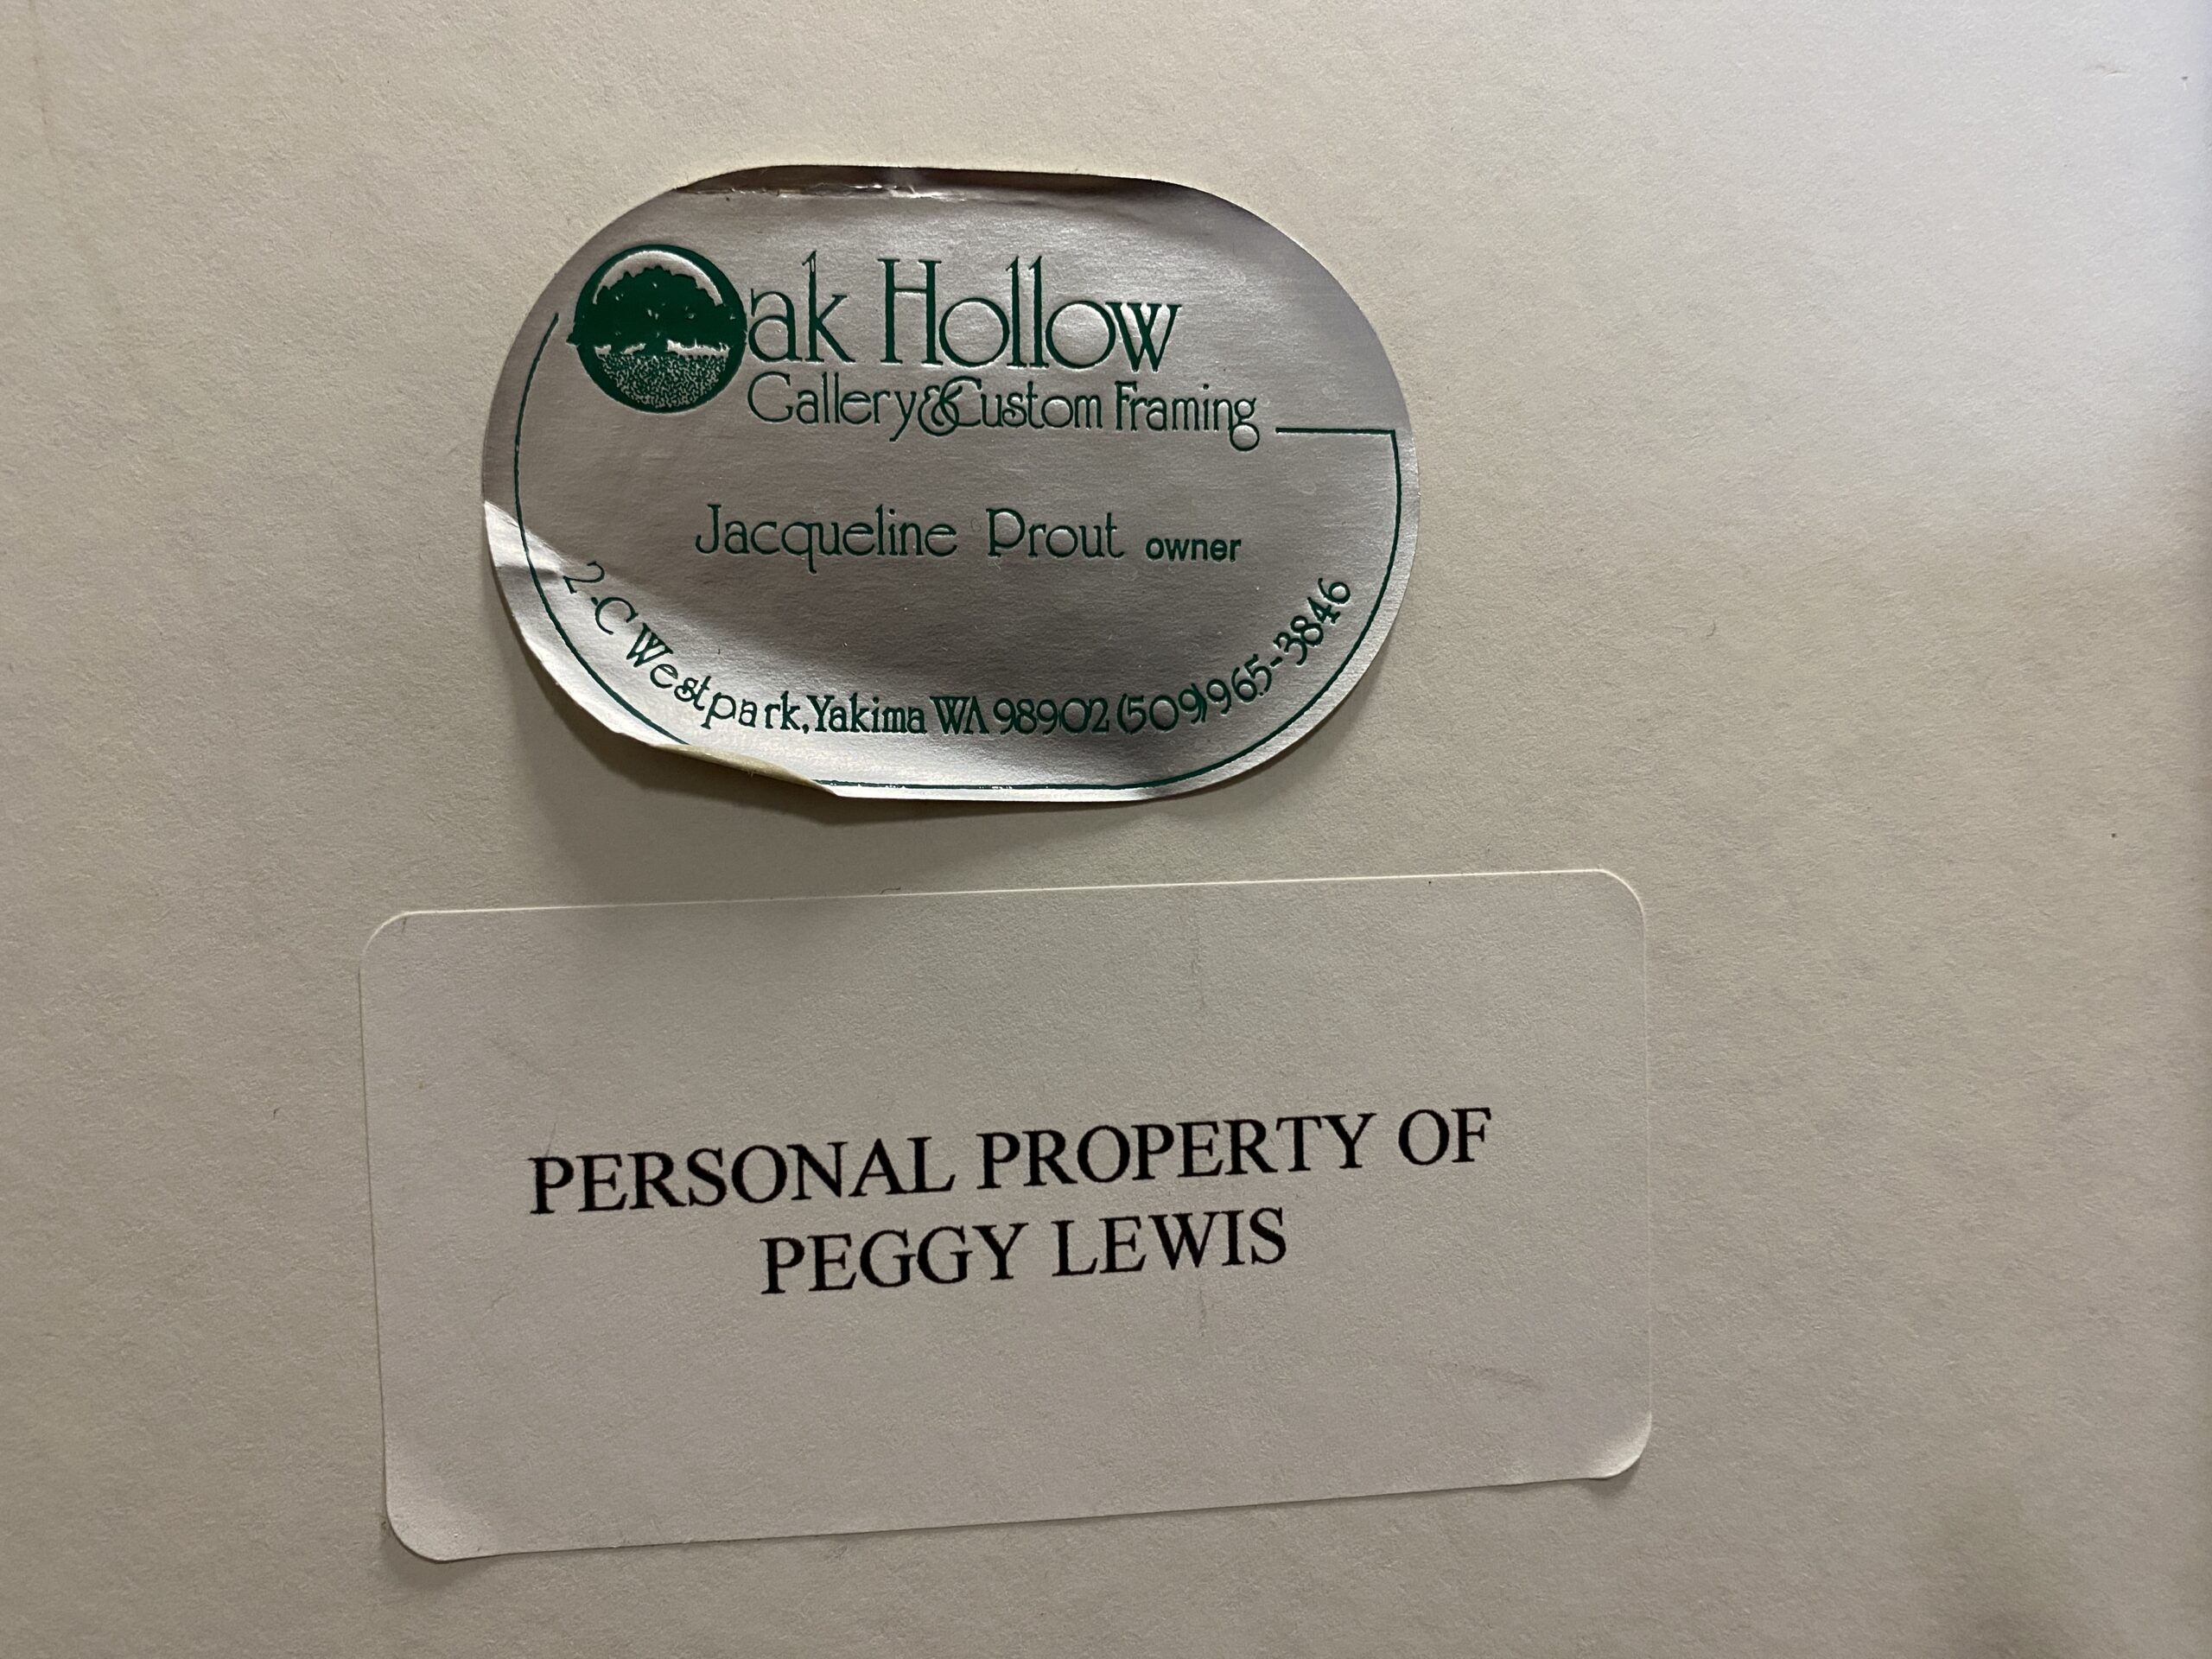 Oak Hollow
Gallery & Custom Framing
Jacqueline Prout owner
2-C Westpark, Yakima WA 98902 (509) 965-3846
PERSONAL PROPERTY OF
PEGGY LEWIS